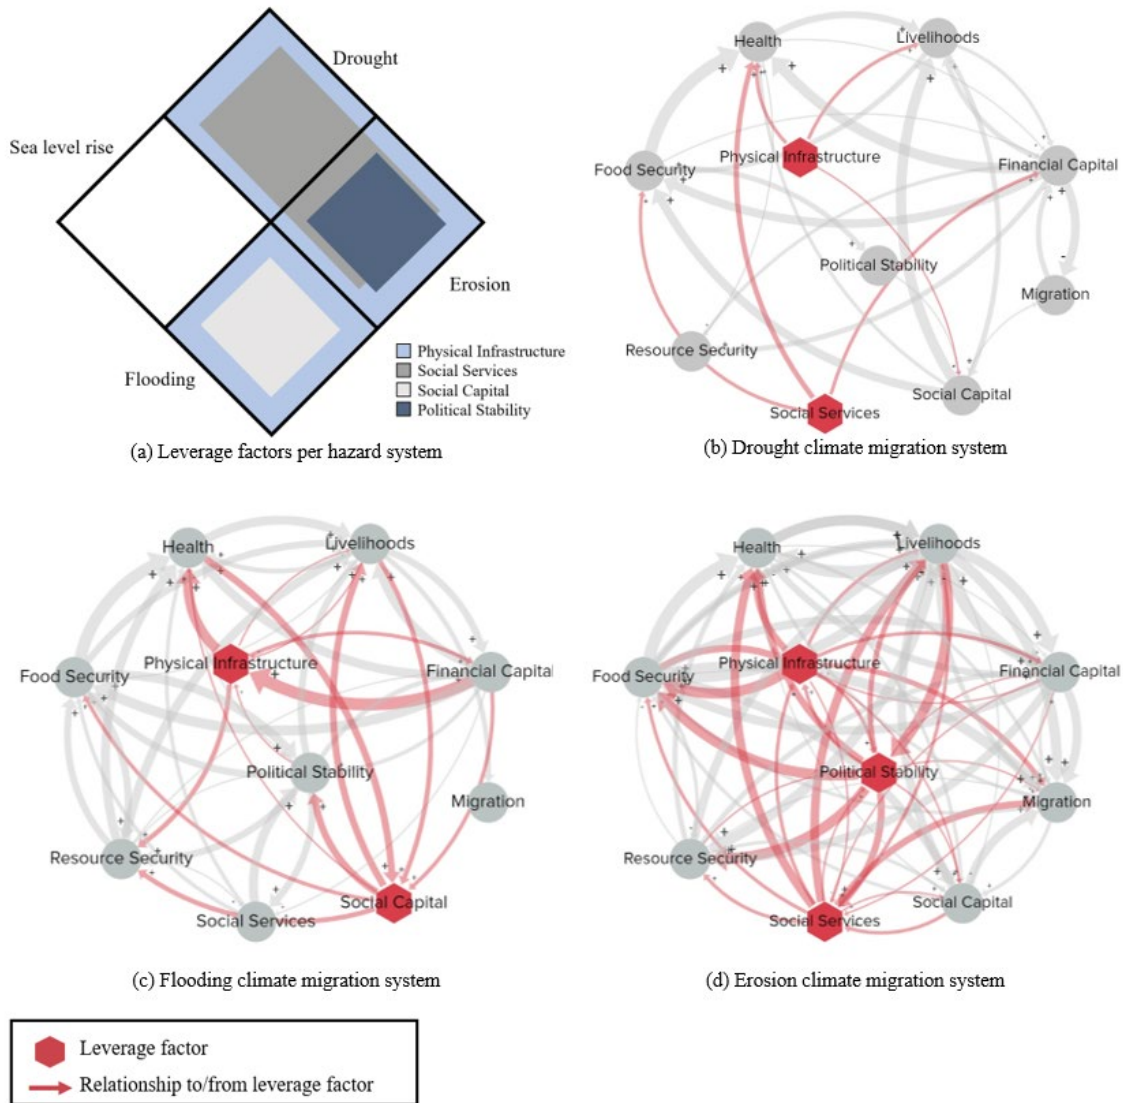 Drought
Sea level rise
Erosion
Flooding
Physical Infrastructure
Social Services
Social Capital
Political Stability
(a) Leverage factors per hazard system
Health
Livelihoods
Physical Infrastructure
Food Security
Financial Capital
Political Stability
Migration
Resource Security
Social Capital
Social Services
(b) Drought climate migration system
Health
Livelihoods
Physical Infrastructure
Food Security
Financial Capital
Political Stability
Migration
Resource Security
Social Capital
Social Services
(c) Flooding climate migration system
Health
Livelihoods
Physical Infrastructure
Food Security
Financial Capital
Political Stability
Migration
Resource Security
Social Capital
Social Services
(d) Erosion climate migration system
Leverage factor
Relationship to/from leverage factor